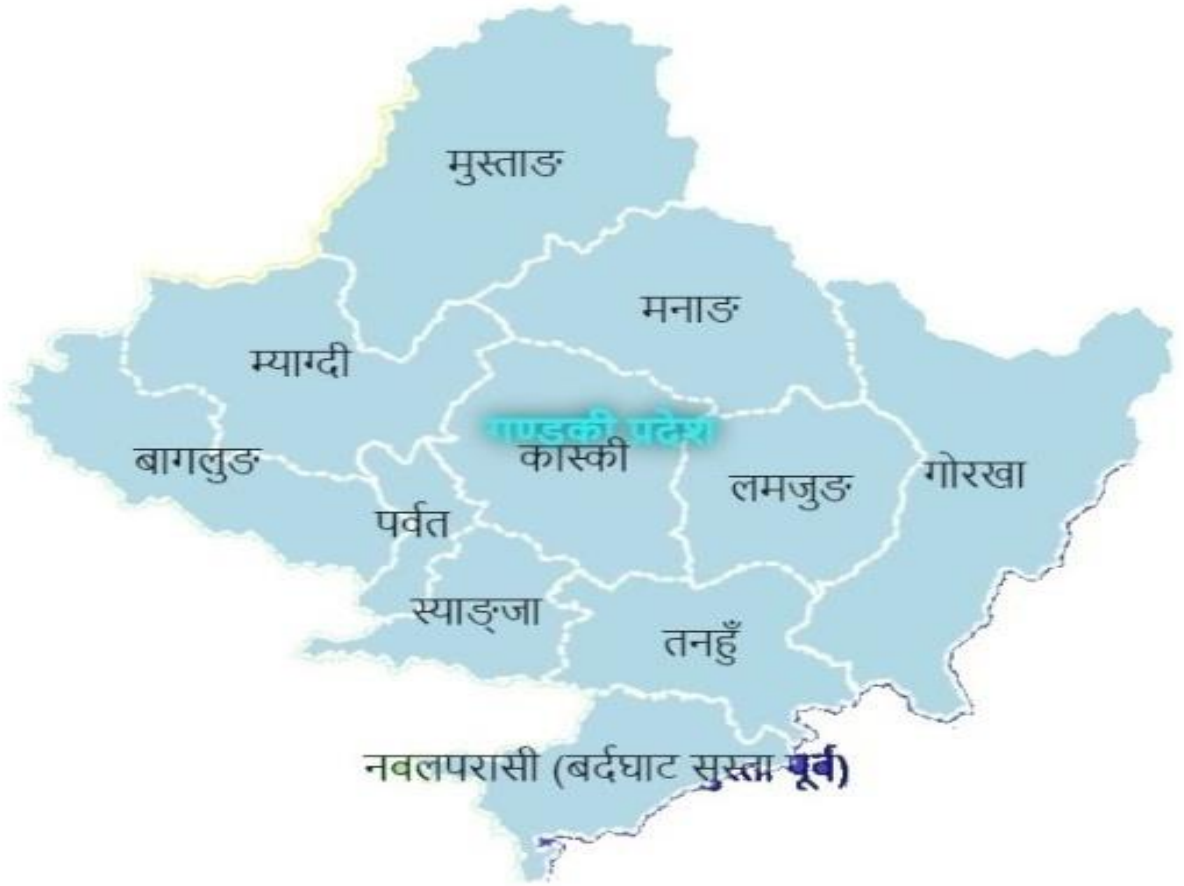 मुस्ताङ
मनाङ
म्याग्दी
गण्डकी प्रदेश
कास्की
बागलुङ
लमजुङ
गोरखा
पर्वत
स्याङ्जा
तनहुँ
नवलपरासी (बर्दघाट सुस्ता पूर्व)